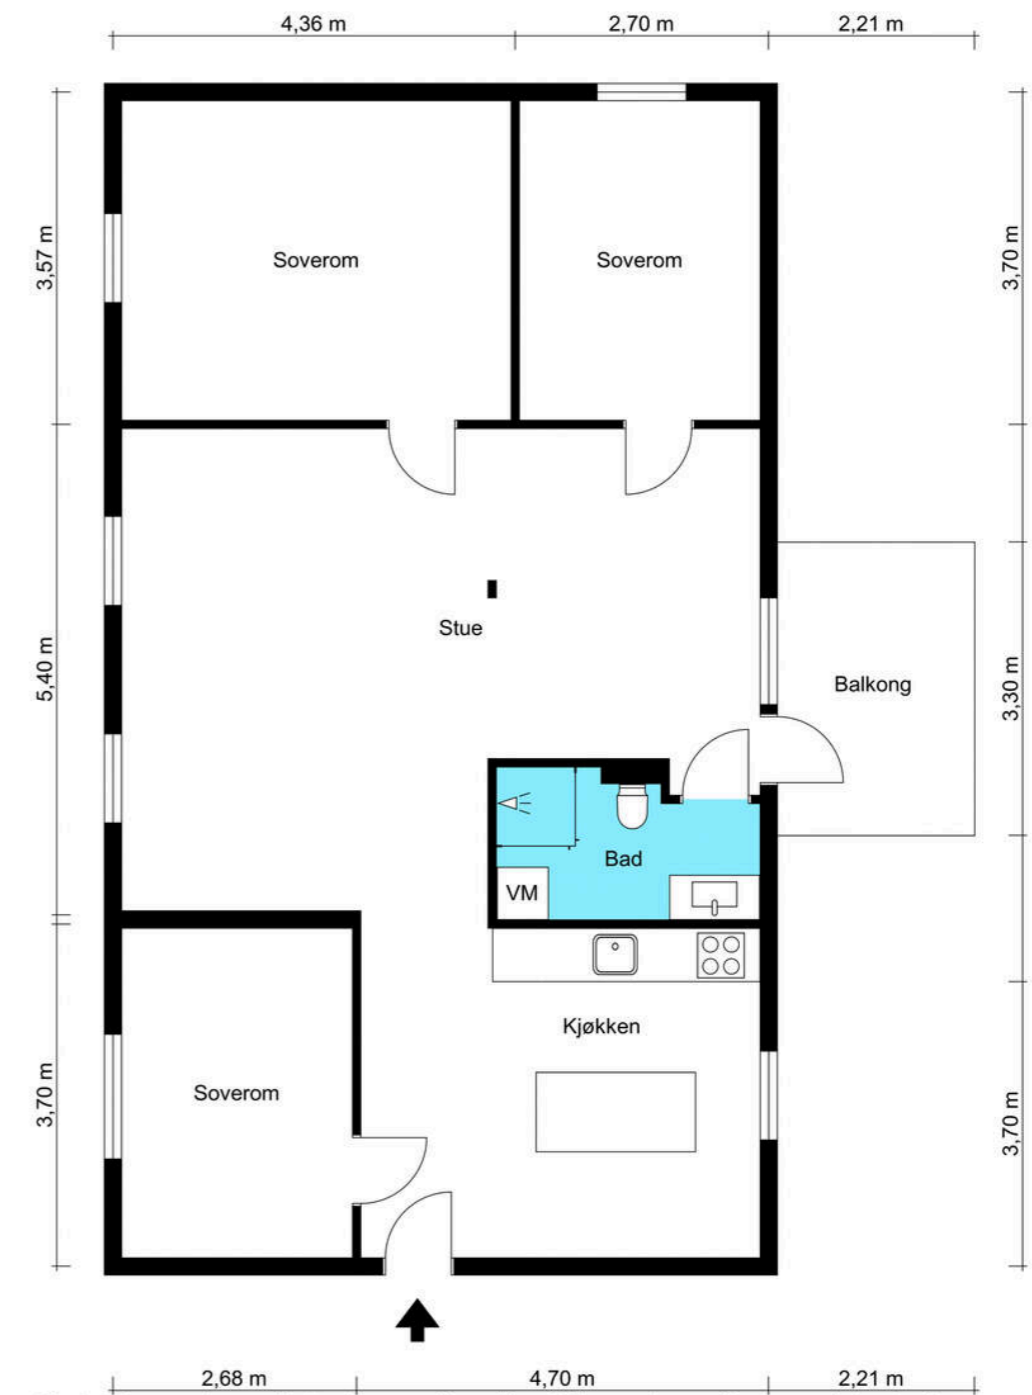 4,36 m
2,70 m
2,21 m
3,57 m
3,70 m
Soverom
Soverom
Stue
5,40 m
Balkong
3,30 m
Bad
VM
Kjøkken
Soverom
3,70 m
3,70 m
2,68 m
4,70 m
2,21 m